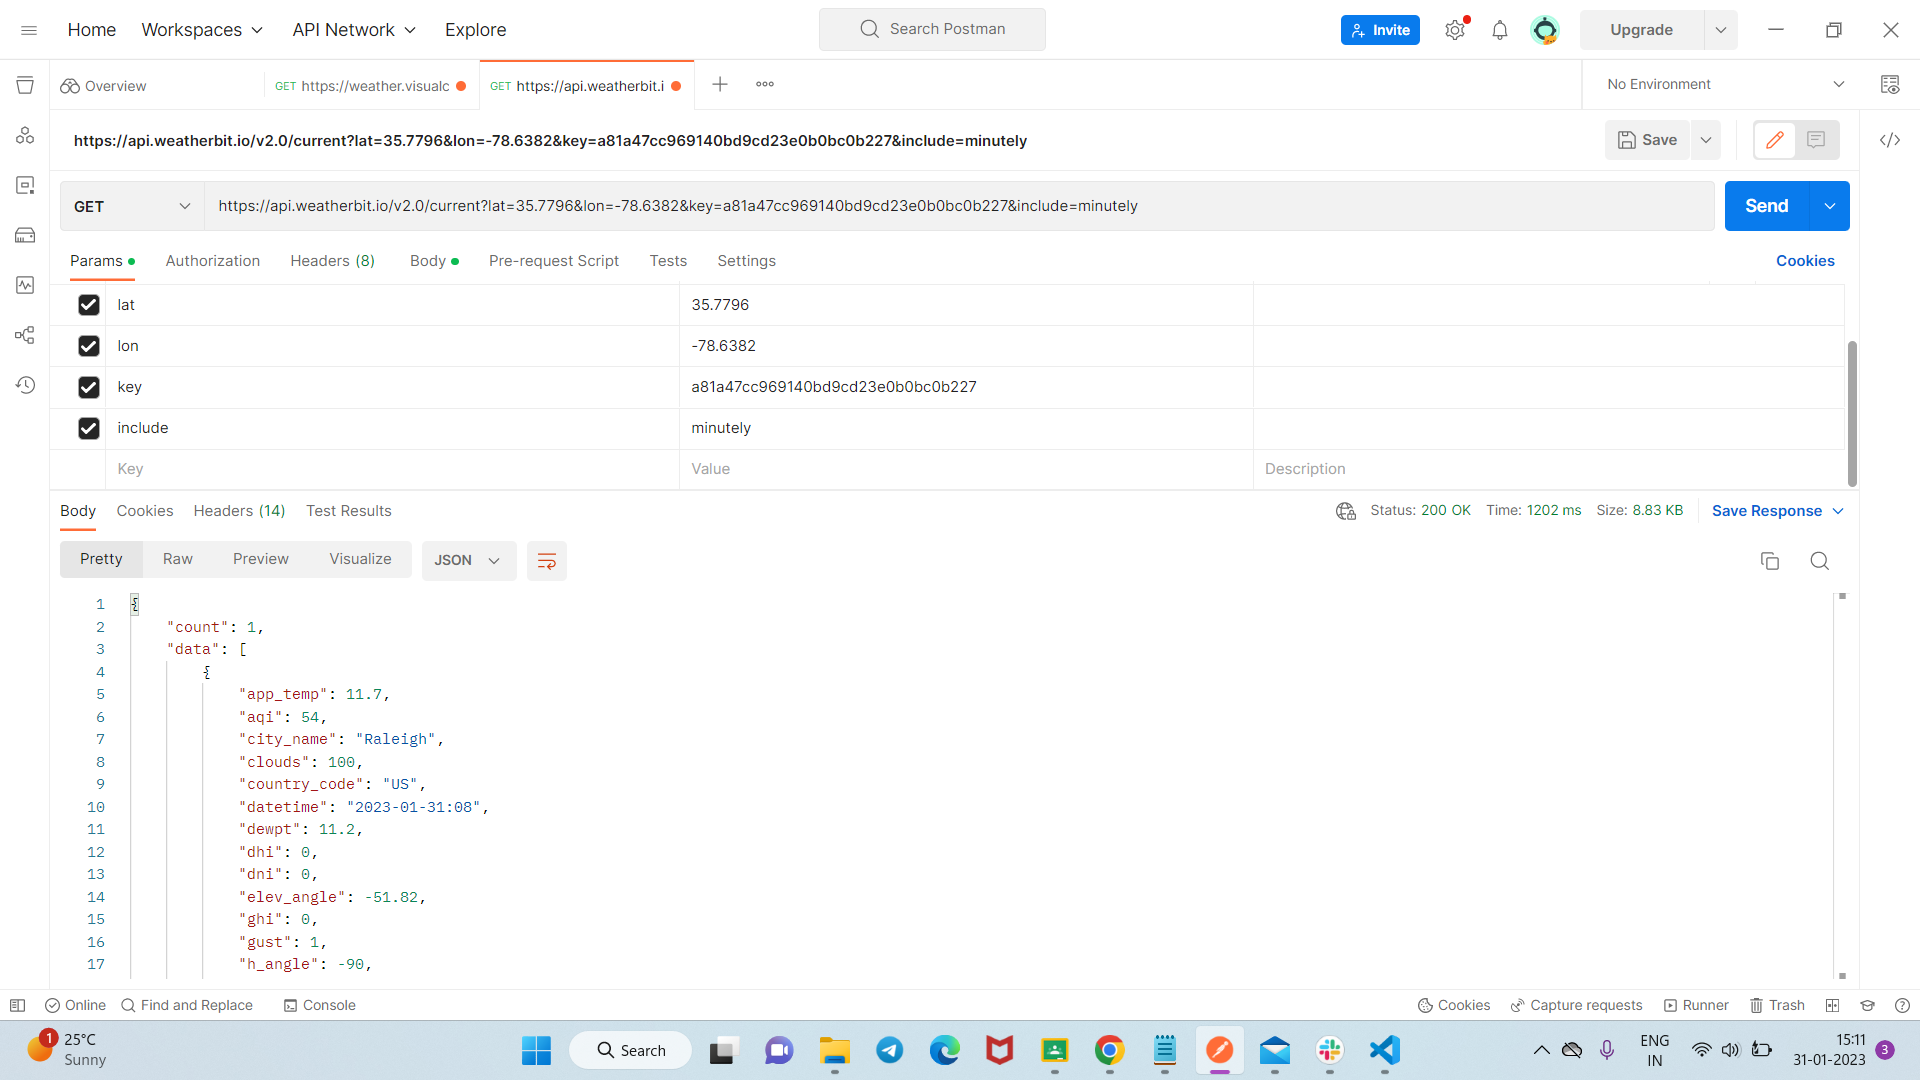 Home Workspaces API Network Explore Search Postman Invite Upgrade
Overview GET https://weather.visualc GET https://api.weatherbit.i No Environment
https://api.weatherbit.io/v2.0/current?lat=35.7796&lon=-78.6382&key=a81a47cc969140bd9cd23e0b0bc0b227&include=minutely Save
GET https://api.weatherbit.io/v2.0/current?lat=35.7796&lon=-78.6382&key=a81a47cc969140bd9cd23e0b0bc0b227&include=minutely Send
Params Authorization Headers (8) Body Pre-request Script Tests Settings Cookies
lat 35.7796
lon -78.6382
key a81a47cc969140bd9cd23e0b0bc0b227
include minutely
Key Value Description
Body Cookies Headers (14) Test Results Status: 200 OK Time: 1202 ms Size: 8.83 KB Save Response
Pretty Raw Preview Visualize JSON
1 {
2 "count": 1,
3 "data": [
4 {
5 "app_temp": 11.7,
6 "aqi": 54,
7 "city_name": "Raleigh",
8 "clouds": 100,
9 "country_code": "US",
10 "datetime": "2023-01-31:08",
11 "dewpt": 11.2,
12 "dhi": 0,
13 "dni": 0,
14 "elev_angle": -51.82,
15 "ghi": 0,
16 "gust": 1,
17 "h_angle": -90,
Online Find and Replace Console Cookies Capture requests Runner Trash
1 25°C Search ENG 15:11
Sunny IN 31-01-2023 3